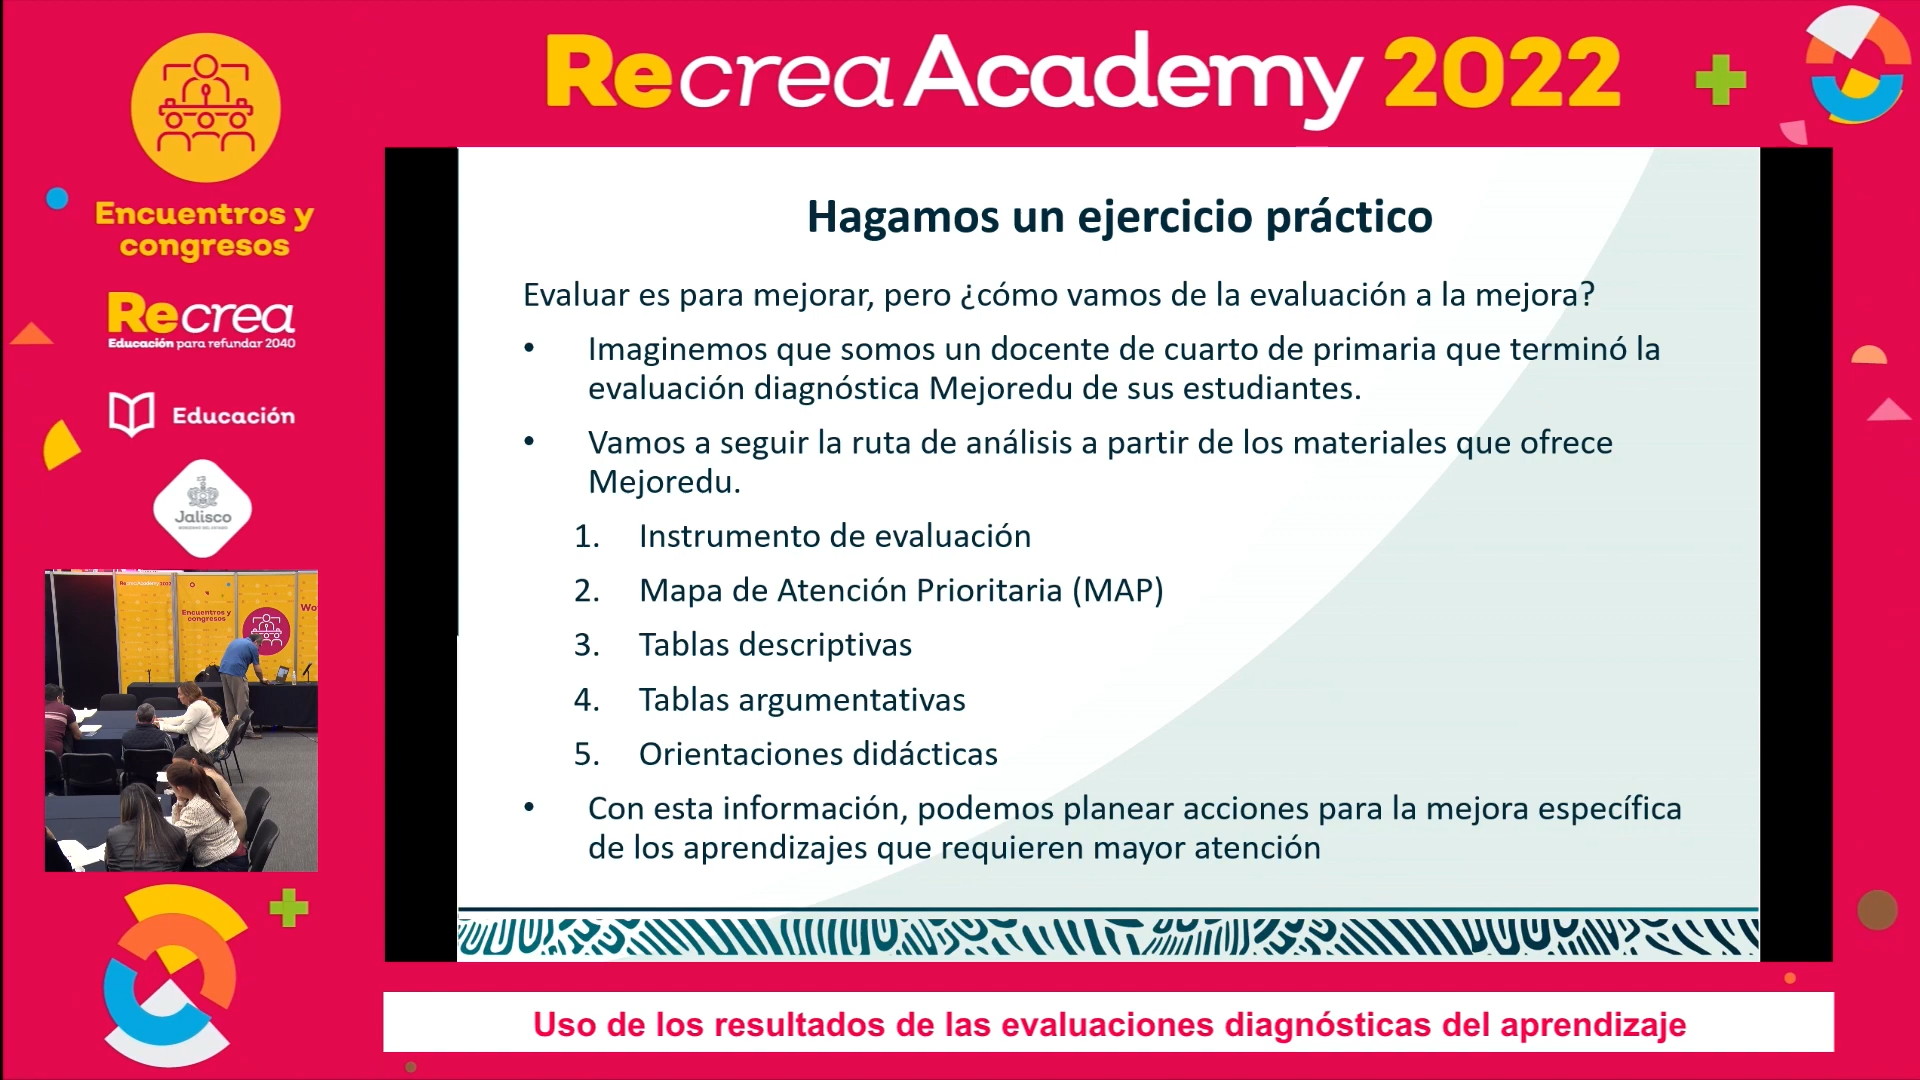 RecreaAcademy 2022
Encuentros y
congresos
Recrea
Educación para refundar 2040
Educación
Jalisco
RecreaAcademy 2022
Encuentros y
congresos
Hagamos un ejercicio práctico
Evaluar es para mejorar, pero ¿cómo vamos de la evaluación a la mejora?
• Imaginemos que somos un docente de cuarto de primaria que terminó la
evaluación diagnóstica Mejoredu de sus estudiantes.
• Vamos a seguir la ruta de análisis a partir de los materiales que ofrece
Mejoredu.
1. Instrumento de evaluación
2. Mapa de Atención Prioritaria (MAP)
3. Tablas descriptivas
4. Tablas argumentativas
5. Orientaciones didácticas
• Con esta información, podemos planear acciones para la mejora específica
de los aprendizajes que requieren mayor atención
Uso de los resultados de las evaluaciones diagnósticas del aprendizaje